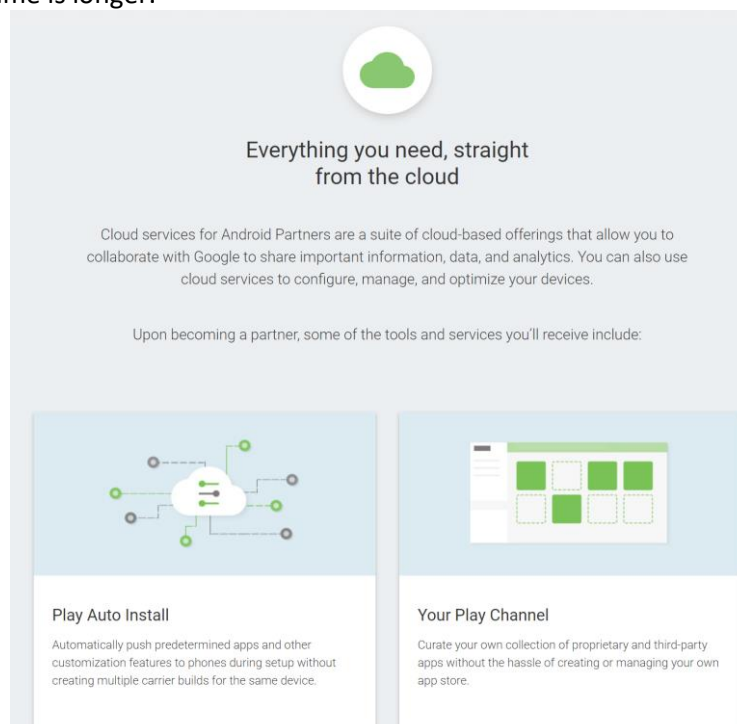 Everything you need, straight
from the cloud
Cloud services for Android Partners are a suite of cloud-based offerings that allow you to
collaborate with Google to share important information, data, and analytics. You can also use
cloud services to configure, manage, and optimize your devices.
Upon becoming a partner, some of the tools and services you'll receive include:
Play Auto Install
Automatically push predetermined apps and other
customization features to phones during setup without
creating multiple carrier builds for the same device.
Your Play Channel
Curate your own collection of proprietary and third-party
apps without the hassle of creating or managing your own
app store.